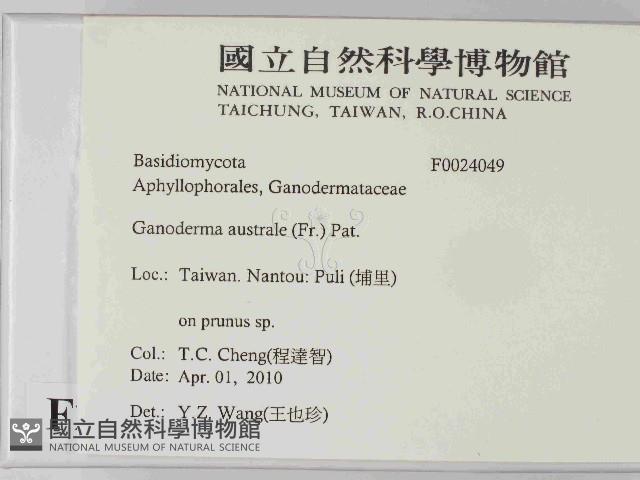 國立自然科學博物館
NATIONAL MUSEUM OF NATURAL SCIENCE
TAICHUNG, TAIWAN, R.O.CHINA
Basidiomycota F0024049
Aphyllophorales, Ganodermataceae
Ganoderma australe (Fr.) Pat.
Loc.: Taiwan. Nantou: Puli (埔里)
on prunus sp.
Col.: T.C. Cheng(程達智)
Date: Apr. 01, 2010
Det.: Y.Z. Wang(王也珍)
F
國立自然科學博物館
NATIONAL MUSEUM OF NATURAL SCIENCE